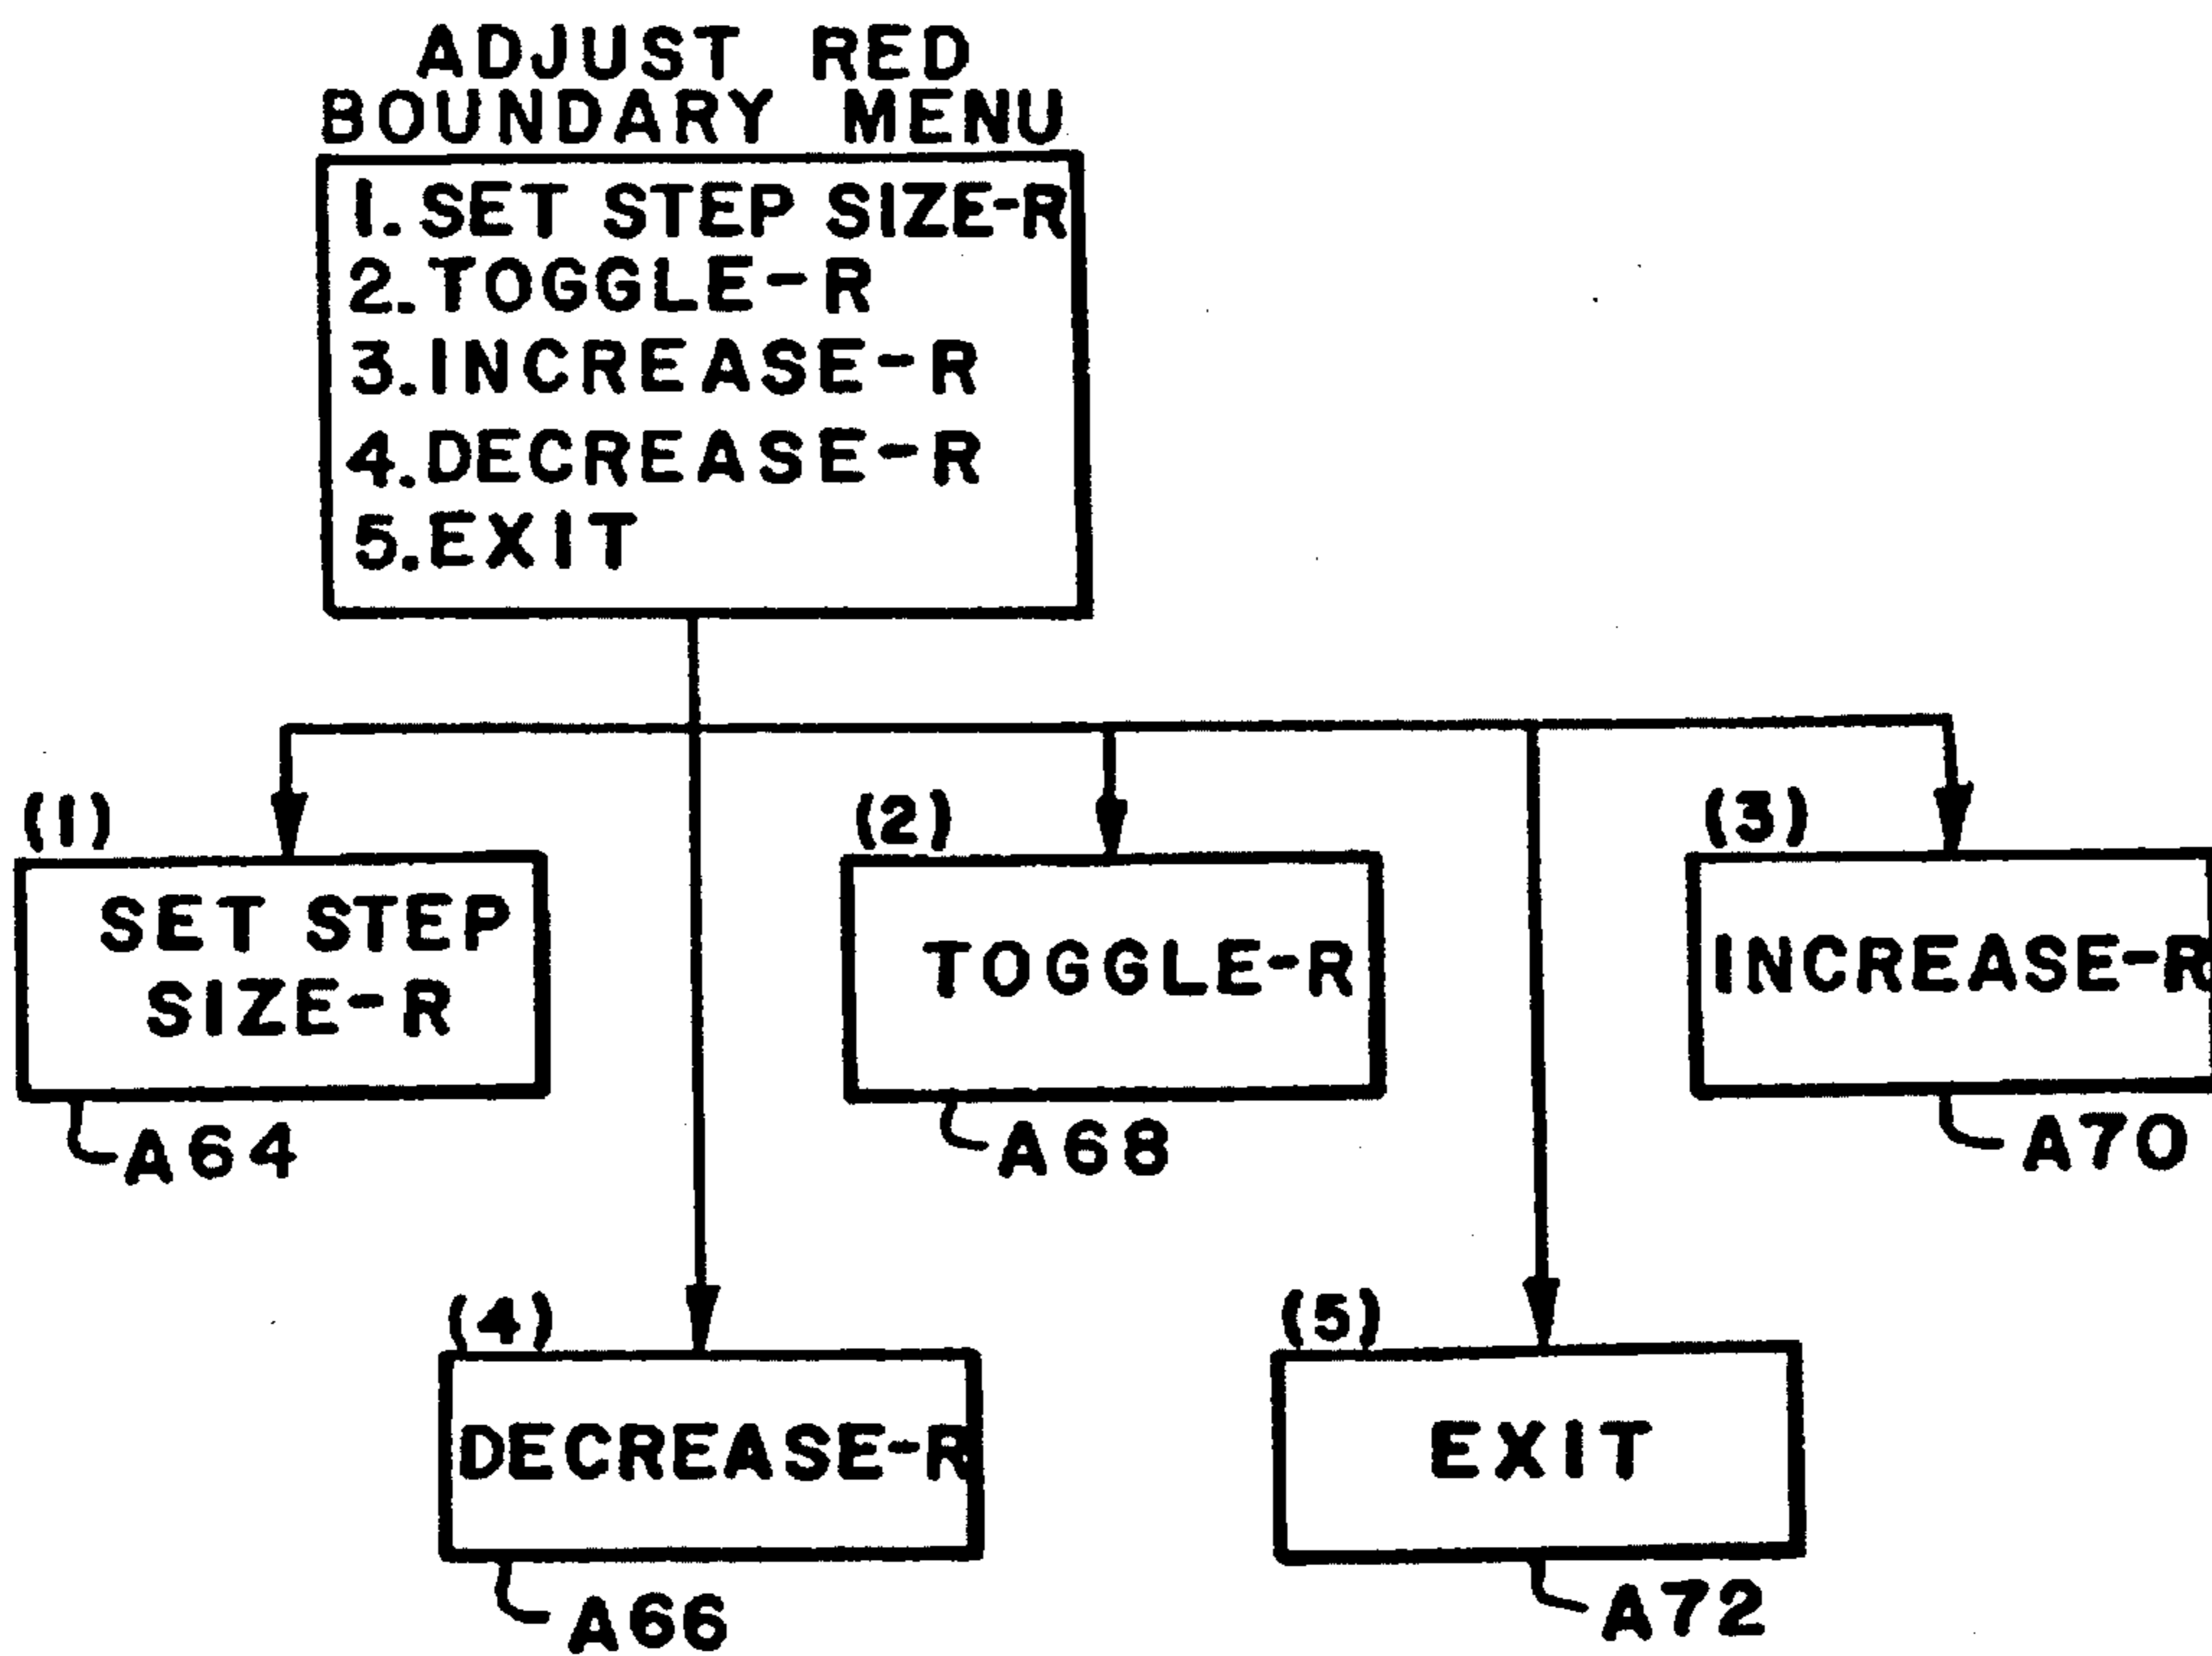 ADJUST RED
BOUNDARY MENU
1. SET STEP SIZE-R
2. TOGGLE-R
3. INCREASE-R
4. DECREASE-R
5. EXIT
(1)
SET STEP
SIZE-R
A64
(2)
TOGGLE-R
A68
(3)
INCREASE-R
A70
(4)
DECREASE-R
A66
(5)
EXIT
A72